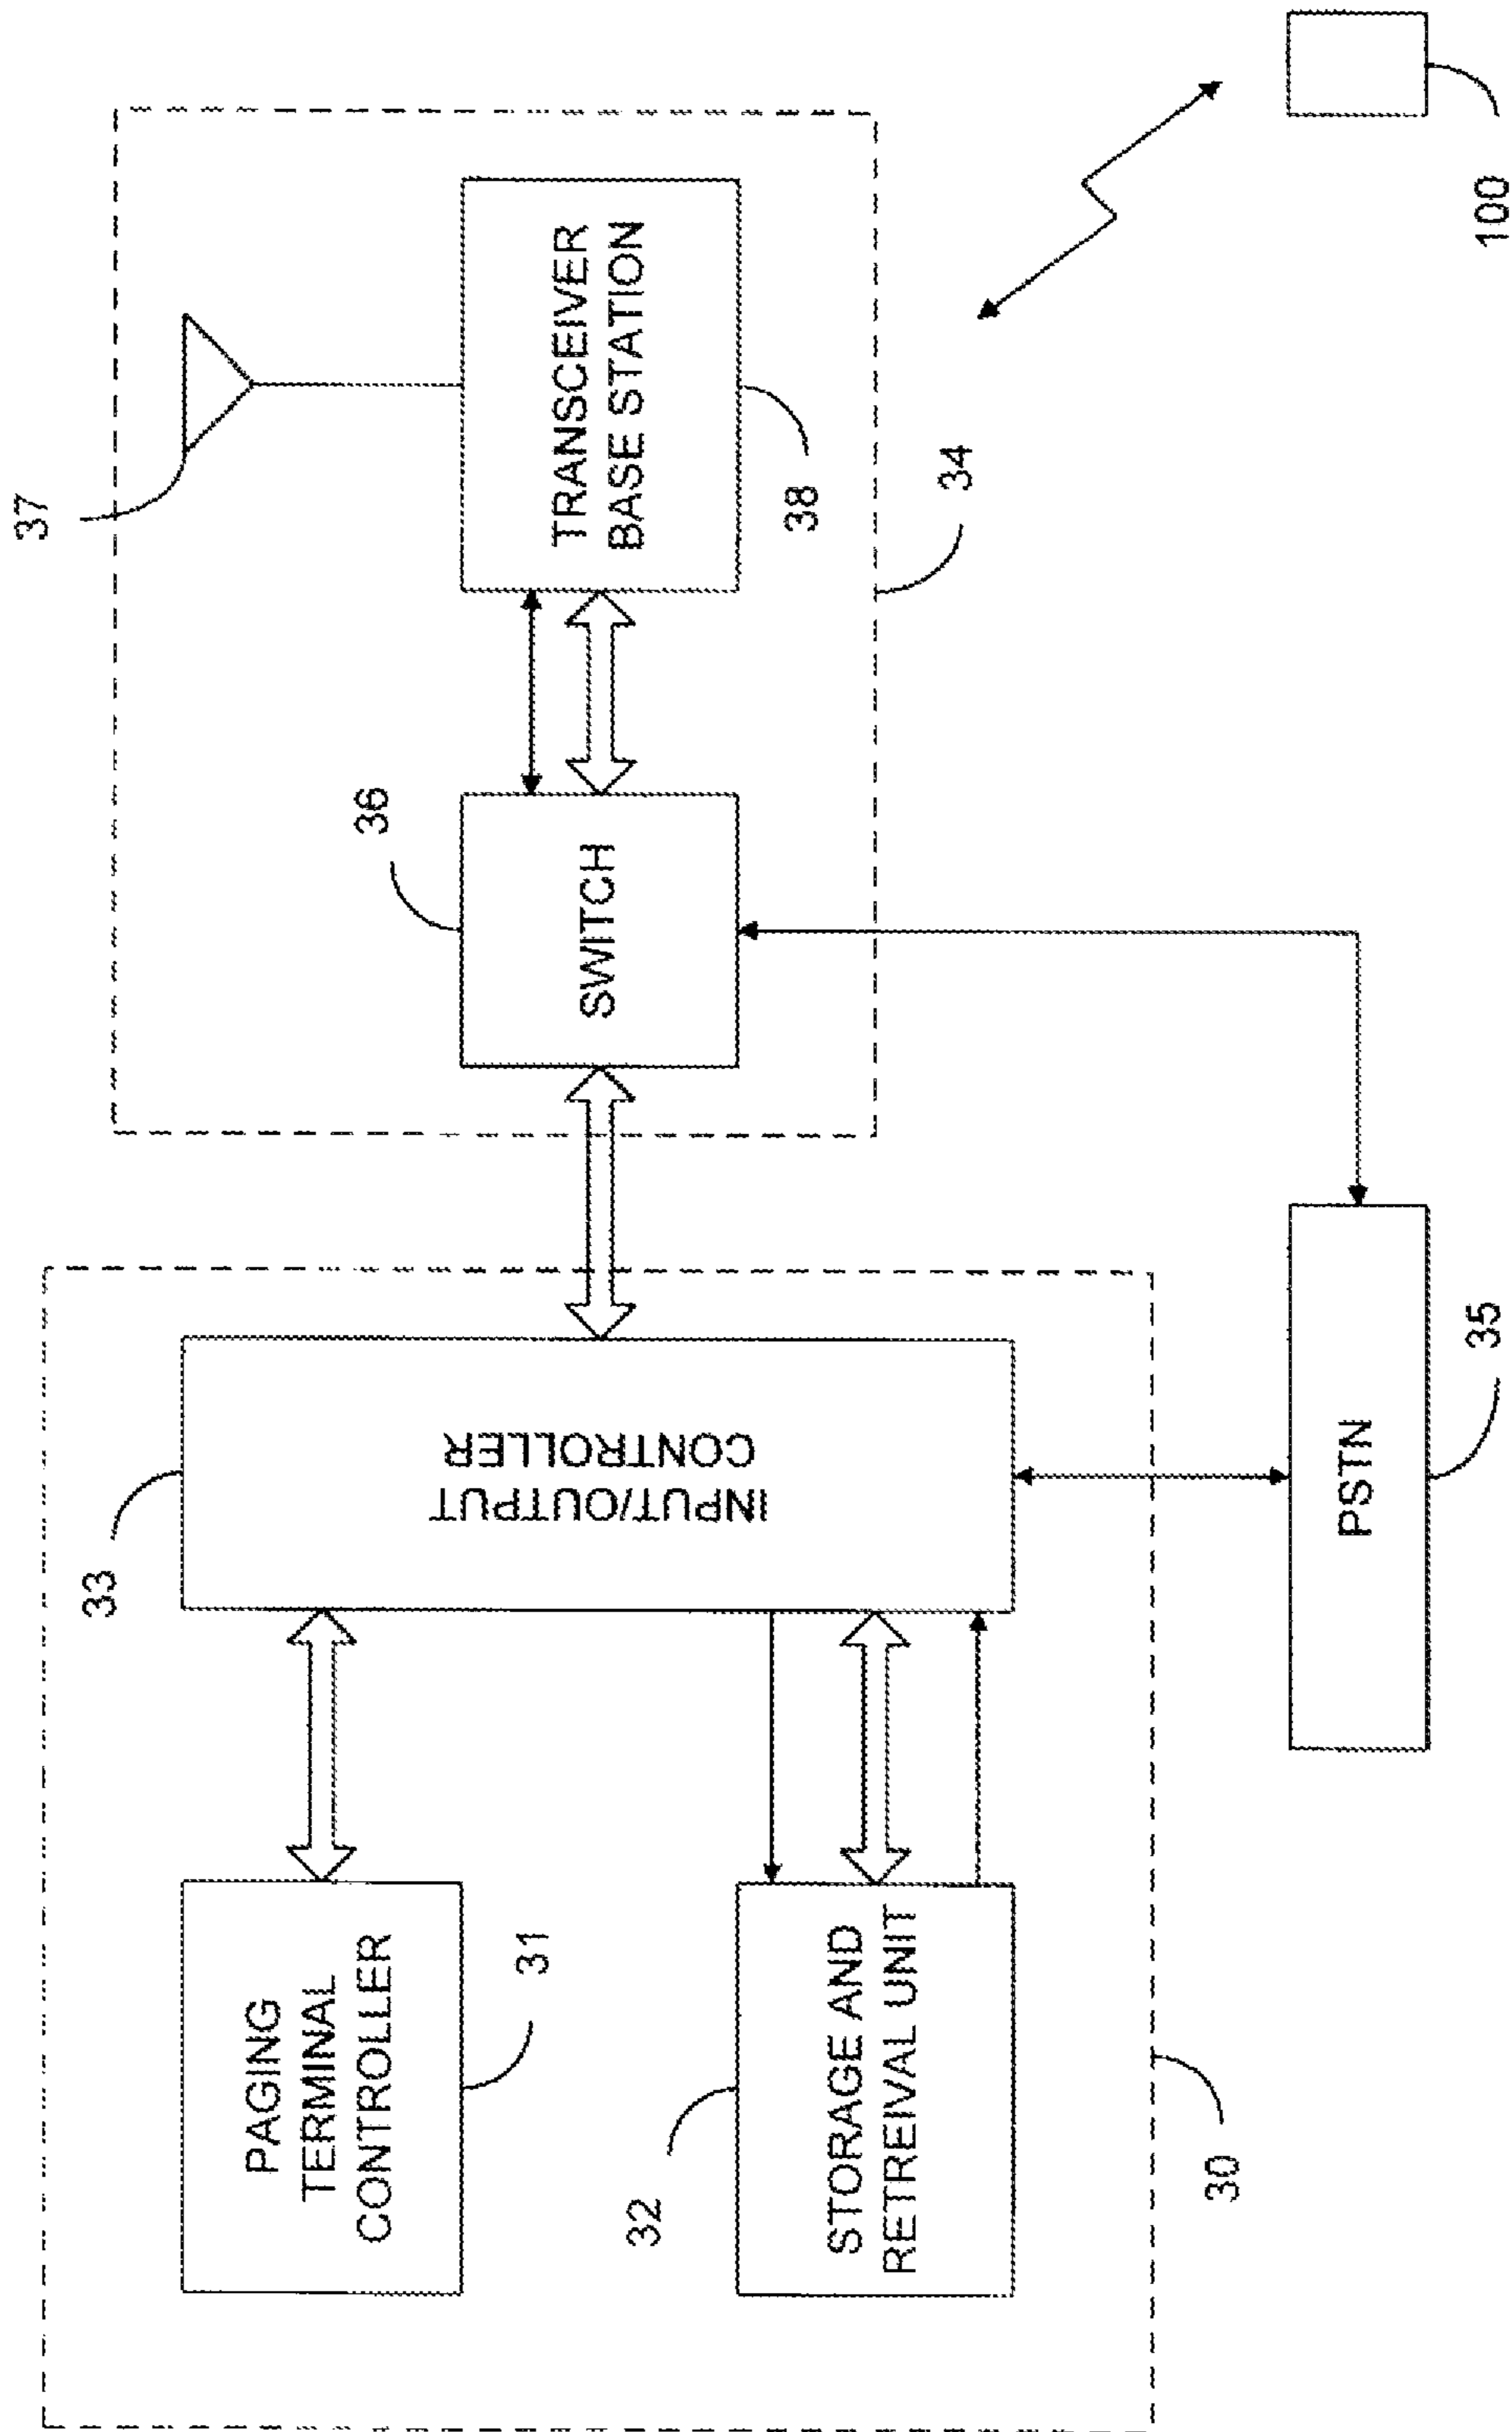 37
TRANSCEIVER
BASE STATION
38
34
100
36
SWITCH
33
INPUT/OUTPUT
CONTROLLER
PAGING
TERMINAL
CONTROLLER
31
32
STORAGE AND
RETREIVAL UNIT
30
PSTN
35